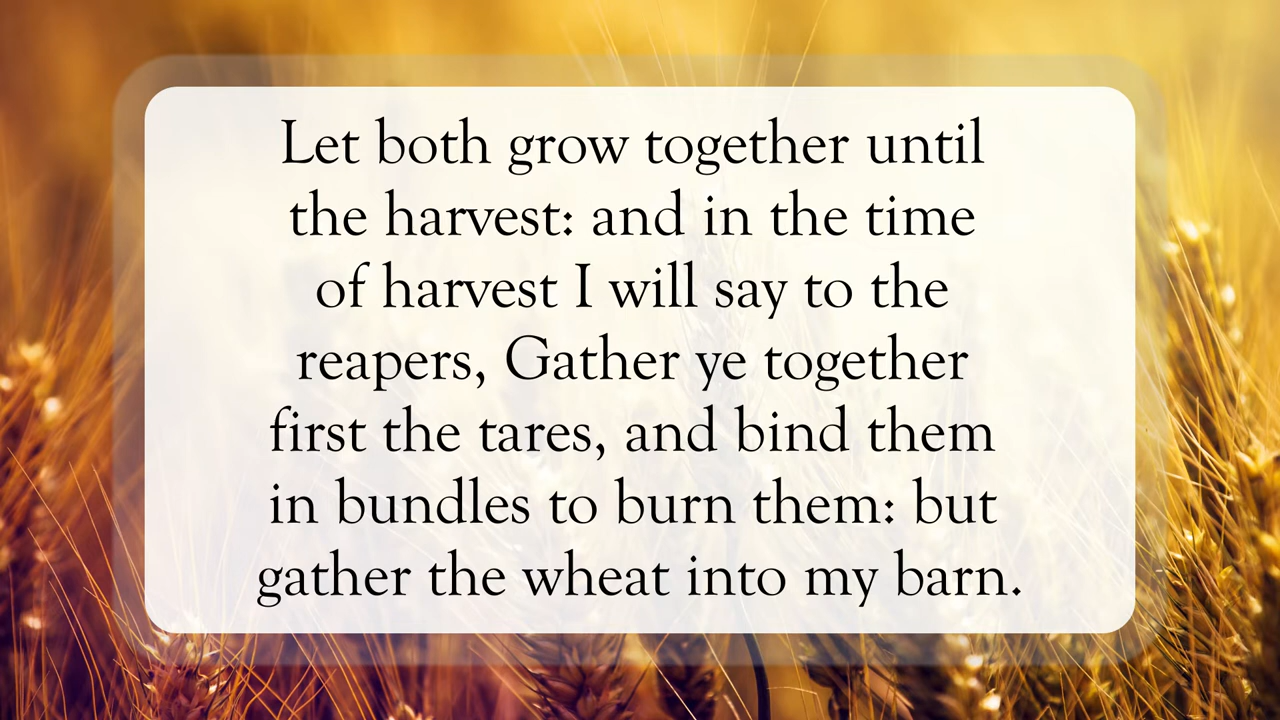 Let both grow together until
the harvest: and in the time
of harvest I will say to the
reapers, Gather ye together
first the tares, and bind them
in bundles to burn them: but
gather the wheat into my barn.